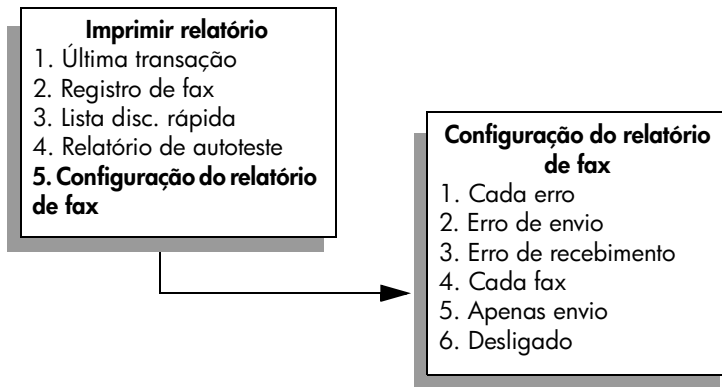 Imprimir relatório
1. Última transação
2. Registro de fax
3. Lista disc. rápida
4. Relatório de autoteste
5. Configuração do relatório
de fax
Configuração do relatório
de fax
1. Cada erro
2. Erro de envio
3. Erro de recebimento
4. Cada fax
5. Apenas envio
6. Desligado